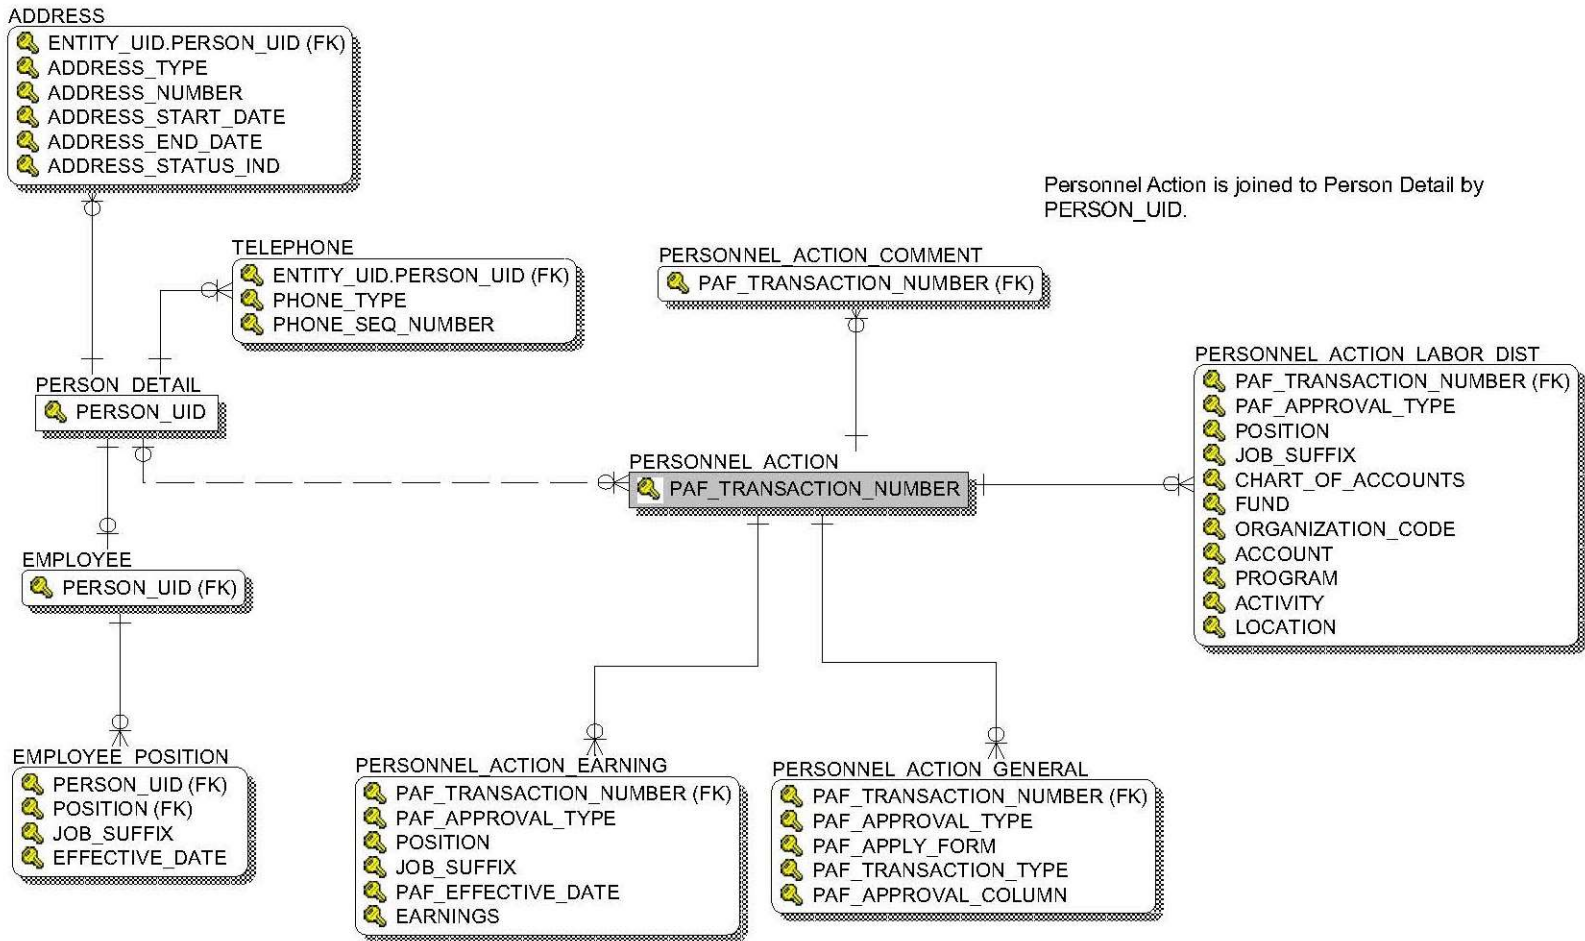 ADDRESS
ENTITY_UID.PERSON_UID (FK)
ADDRESS_TYPE
ADDRESS_NUMBER
ADDRESS_START_DATE
ADDRESS_END_DATE
ADDRESS_STATUS_IND
Personnel Action is joined to Person Detail by
PERSON_UID.
TELEPHONE
ENTITY_UID.PERSON_UID (FK)
PHONE_TYPE
PHONE_SEQ_NUMBER
PERSONNEL_ACTION_COMMENT
PAF_TRANSACTION_NUMBER (FK)
PERSONNEL_ACTION_LABOR_DIST
PAF_TRANSACTION_NUMBER (FK)
PAF_APPROVAL_TYPE
POSITION
JOB_SUFFIX
CHART_OF_ACCOUNTS
FUND
ORGANIZATION_CODE
ACCOUNT
PROGRAM
ACTIVITY
LOCATION
PERSON_DETAIL
PERSON_UID
PERSONNEL_ACTION
PAF_TRANSACTION_NUMBER
EMPLOYEE
PERSON_UID (FK)
EMPLOYEE_POSITION
PERSON_UID (FK)
POSITION (FK)
JOB_SUFFIX
EFFECTIVE_DATE
PERSONNEL_ACTION_EARNING
PAF_TRANSACTION_NUMBER (FK)
PAF_APPROVAL_TYPE
POSITION
JOB_SUFFIX
PAF_EFFECTIVE_DATE
EARNINGS
PERSONNEL_ACTION_GENERAL
PAF_TRANSACTION_NUMBER (FK)
PAF_APPROVAL_TYPE
PAF_APPLY_FORM
PAF_TRANSACTION_TYPE
PAF_APPROVAL_COLUMN